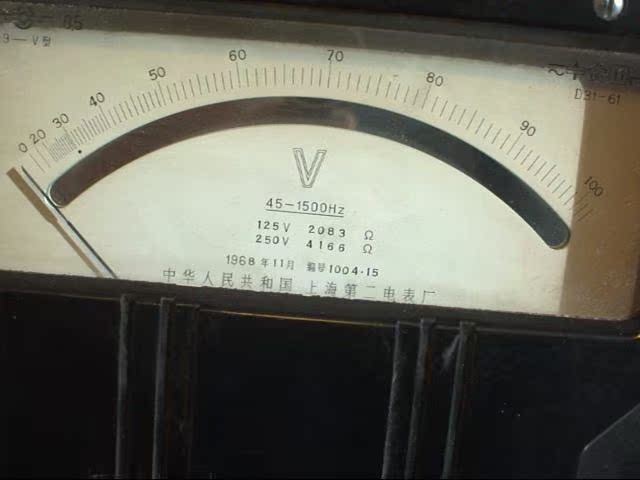 0.5
3—V型
0 20 30 40 50 60 70 80 90 100
D31-61
V
45-1500Hz
125V 2083 Ω
250V 4166 Ω
1968年11月 编号1004·15
中华人民共和国 上海第二电表厂